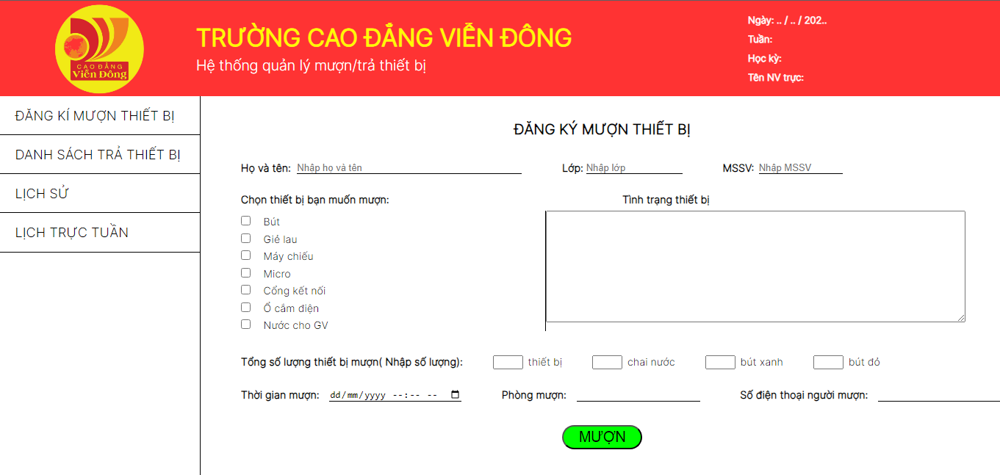 CAO ĐẲNG
Viễn Đông
TRƯỜNG CAO ĐẲNG VIỄN ĐÔNG
Hệ thống quản lý mượn/trả thiết bị
Ngày: .. / .. / 202..
Tuần:
Học kỳ:
Tên NV trực:
ĐĂNG KÍ MƯỢN THIẾT BỊ
DANH SÁCH TRẢ THIẾT BỊ
LỊCH SỬ
LỊCH TRỰC TUẦN
ĐĂNG KÝ MƯỢN THIẾT BỊ
Họ và tên: Nhập họ và tên Lớp: Nhập lớp MSSV: Nhập MSSV
Chọn thiết bị bạn muốn mượn: Tình trạng thiết bị
Bút
Giẻ lau
Máy chiếu
Micro
Cổng kết nối
Ổ cắm điện
Nước cho GV
Tổng số lượng thiết bị mượn( Nhập số lượng): thiết bị chai nước bút xanh bút đỏ
Thời gian mượn: dd/mm/yyyy --:-- -- Phòng mượn: Số điện thoại người mượn:
MƯỢN